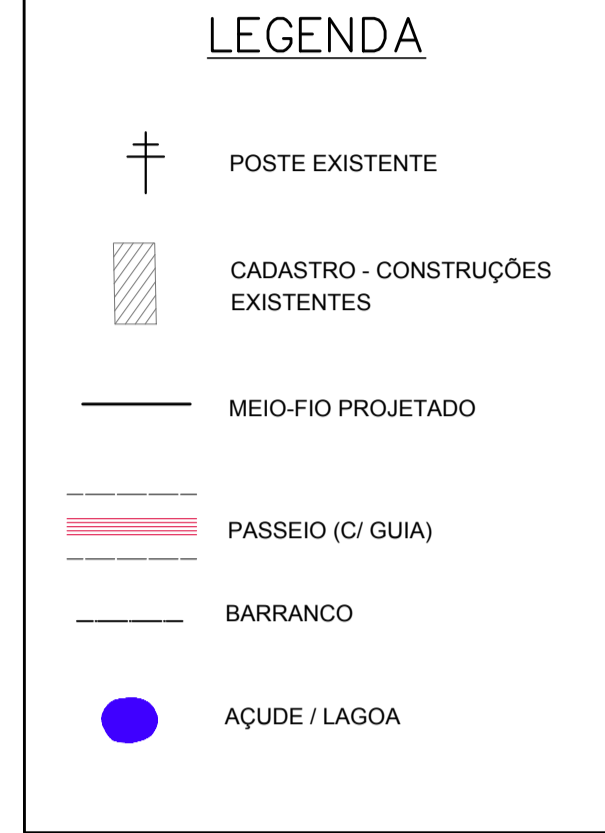 LEGENDA
POSTE EXISTENTE
CADASTRO - CONSTRUÇÕES
EXISTENTES
MEIO-FIO PROJETADO
PASSEIO (C/ GUIA)
BARRANCO
AÇUDE / LAGOA